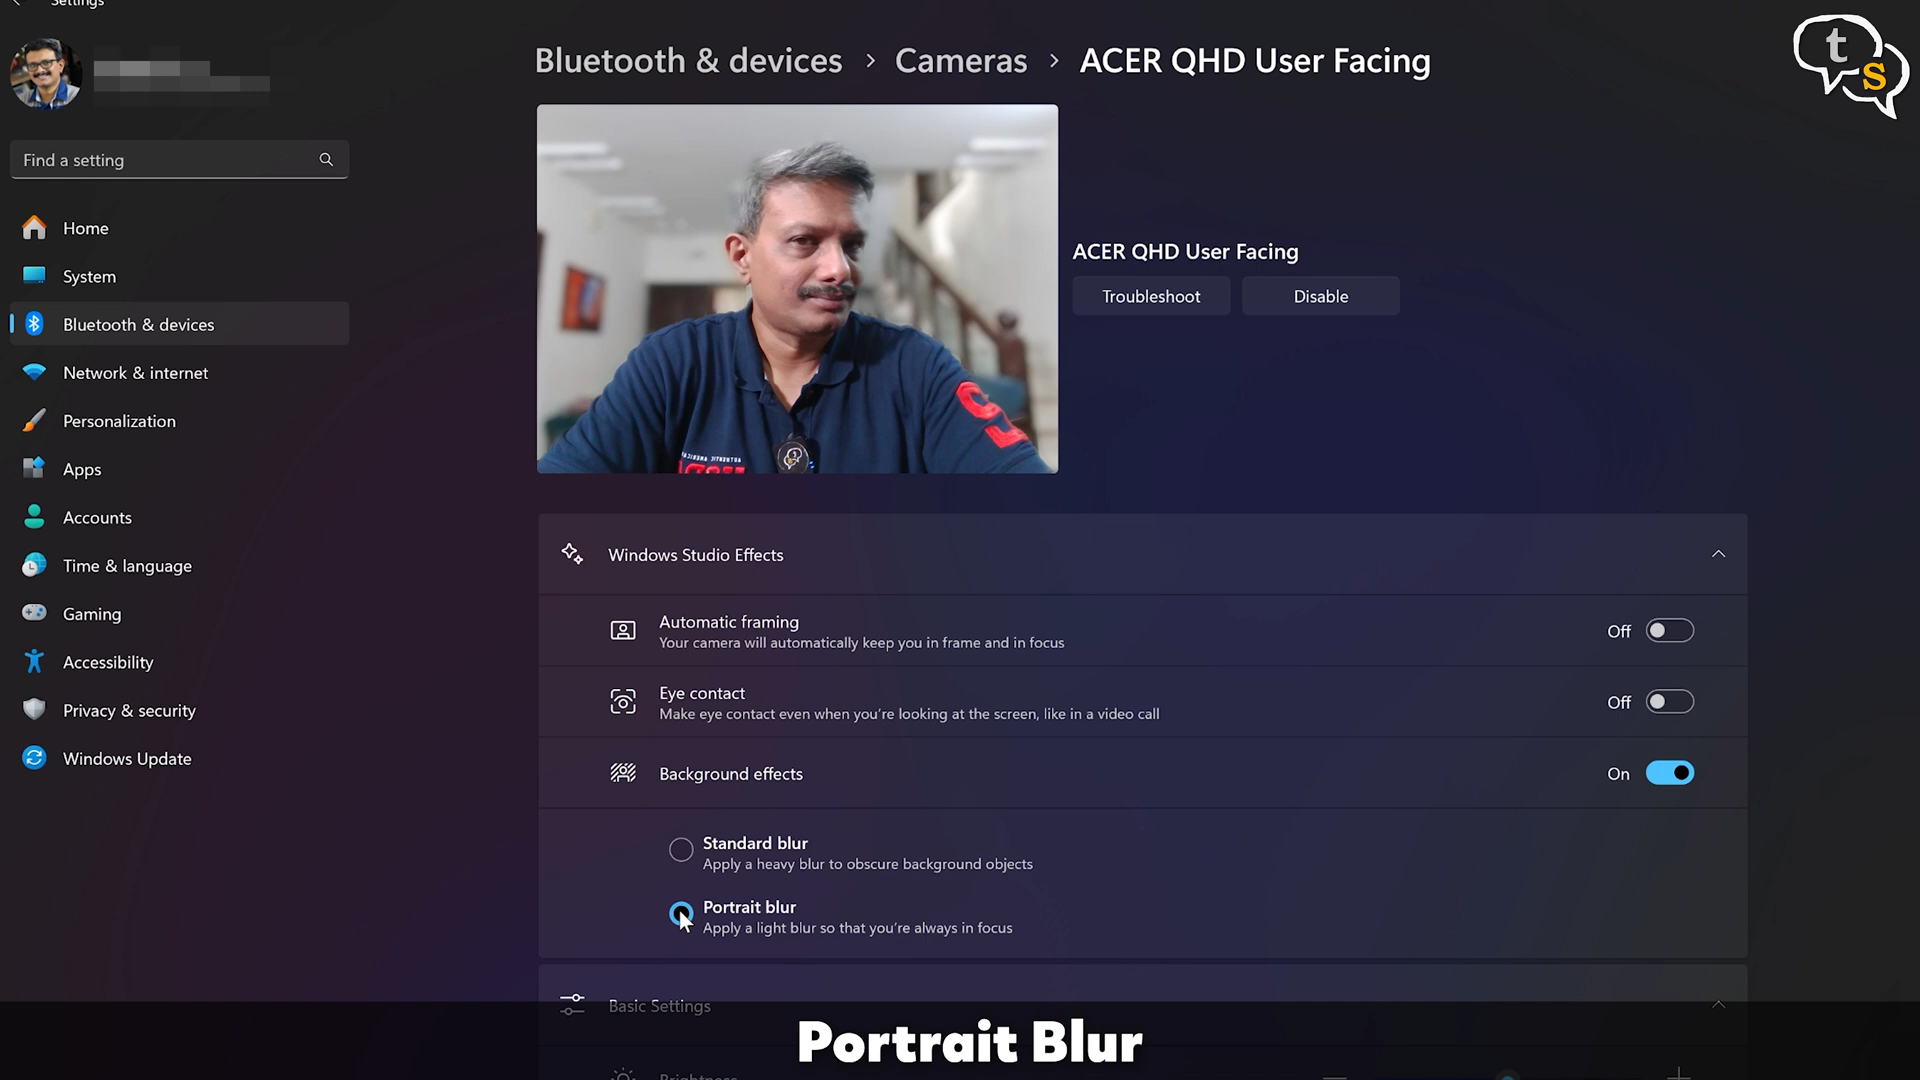 Settings
Bluetooth & devices > Cameras > ACER QHD User Facing
t
s
Find a setting
Home
System
Bluetooth & devices
Network & internet
Personalization
Apps
Accounts
Time & language
Gaming
Accessibility
Privacy & security
Windows Update
ACER QHD User Facing
Troubleshoot
Disable
Windows Studio Effects
Automatic framing
Your camera will automatically keep you in frame and in focus
Off
Eye contact
Make eye contact even when you're looking at the screen, like in a video call
Off
Background effects
On
Standard blur
Apply a heavy blur to obscure background objects
Portrait blur
Apply a light blur so that you're always in focus
Basic Settings
Brightness
Portrait Blur